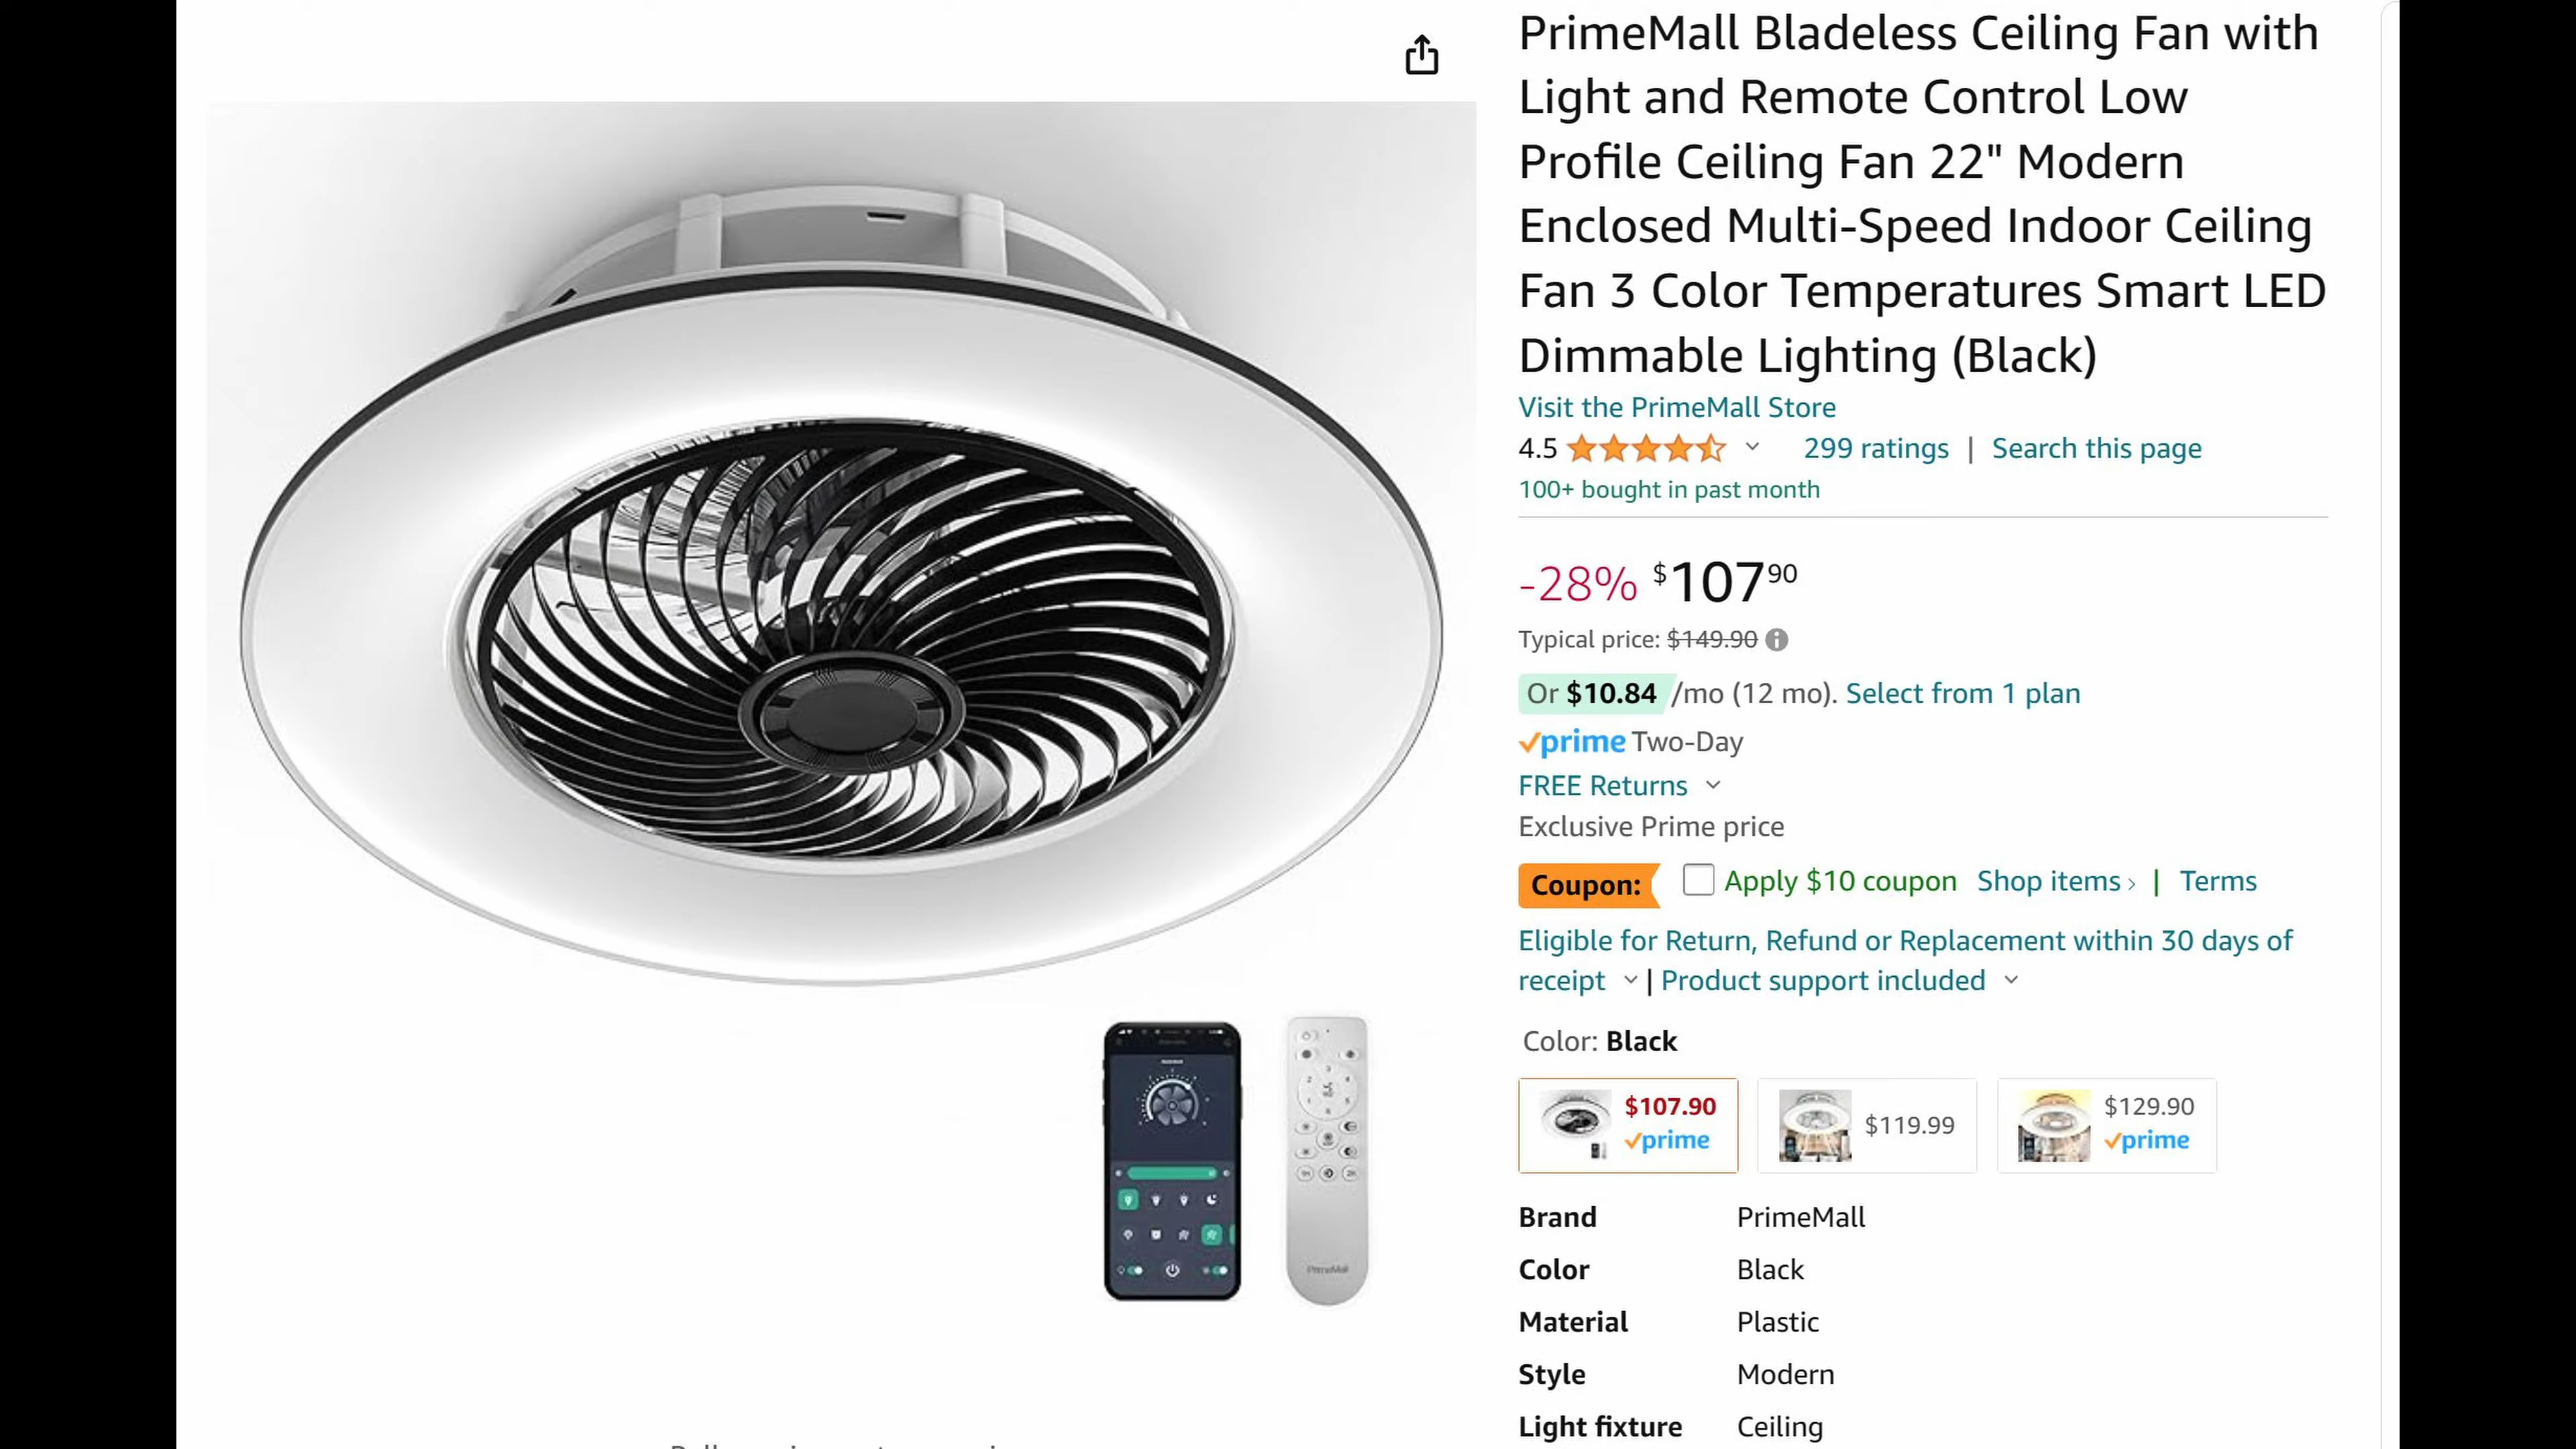 PrimeMall Bladeless Ceiling Fan with
Light and Remote Control Low
Profile Ceiling Fan 22" Modern
Enclosed Multi-Speed Indoor Ceiling
Fan 3 Color Temperatures Smart LED
Dimmable Lighting (Black)
Visit the PrimeMall Store
4.5 299 ratings | Search this page
100+ bought in past month
-28% $107 90
Typical price: $149.90
Or $10.84 /mo (12 mo). Select from 1 plan
prime Two-Day
FREE Returns
Exclusive Prime price
Coupon: Apply $10 coupon Shop items › | Terms
Eligible for Return, Refund or Replacement within 30 days of
receipt | Product support included
Color: Black
$107.90
prime
$119.99
$129.90
prime
Brand PrimeMall
Color Black
Material Plastic
Style Modern
Light fixture Ceiling
PrimeMall